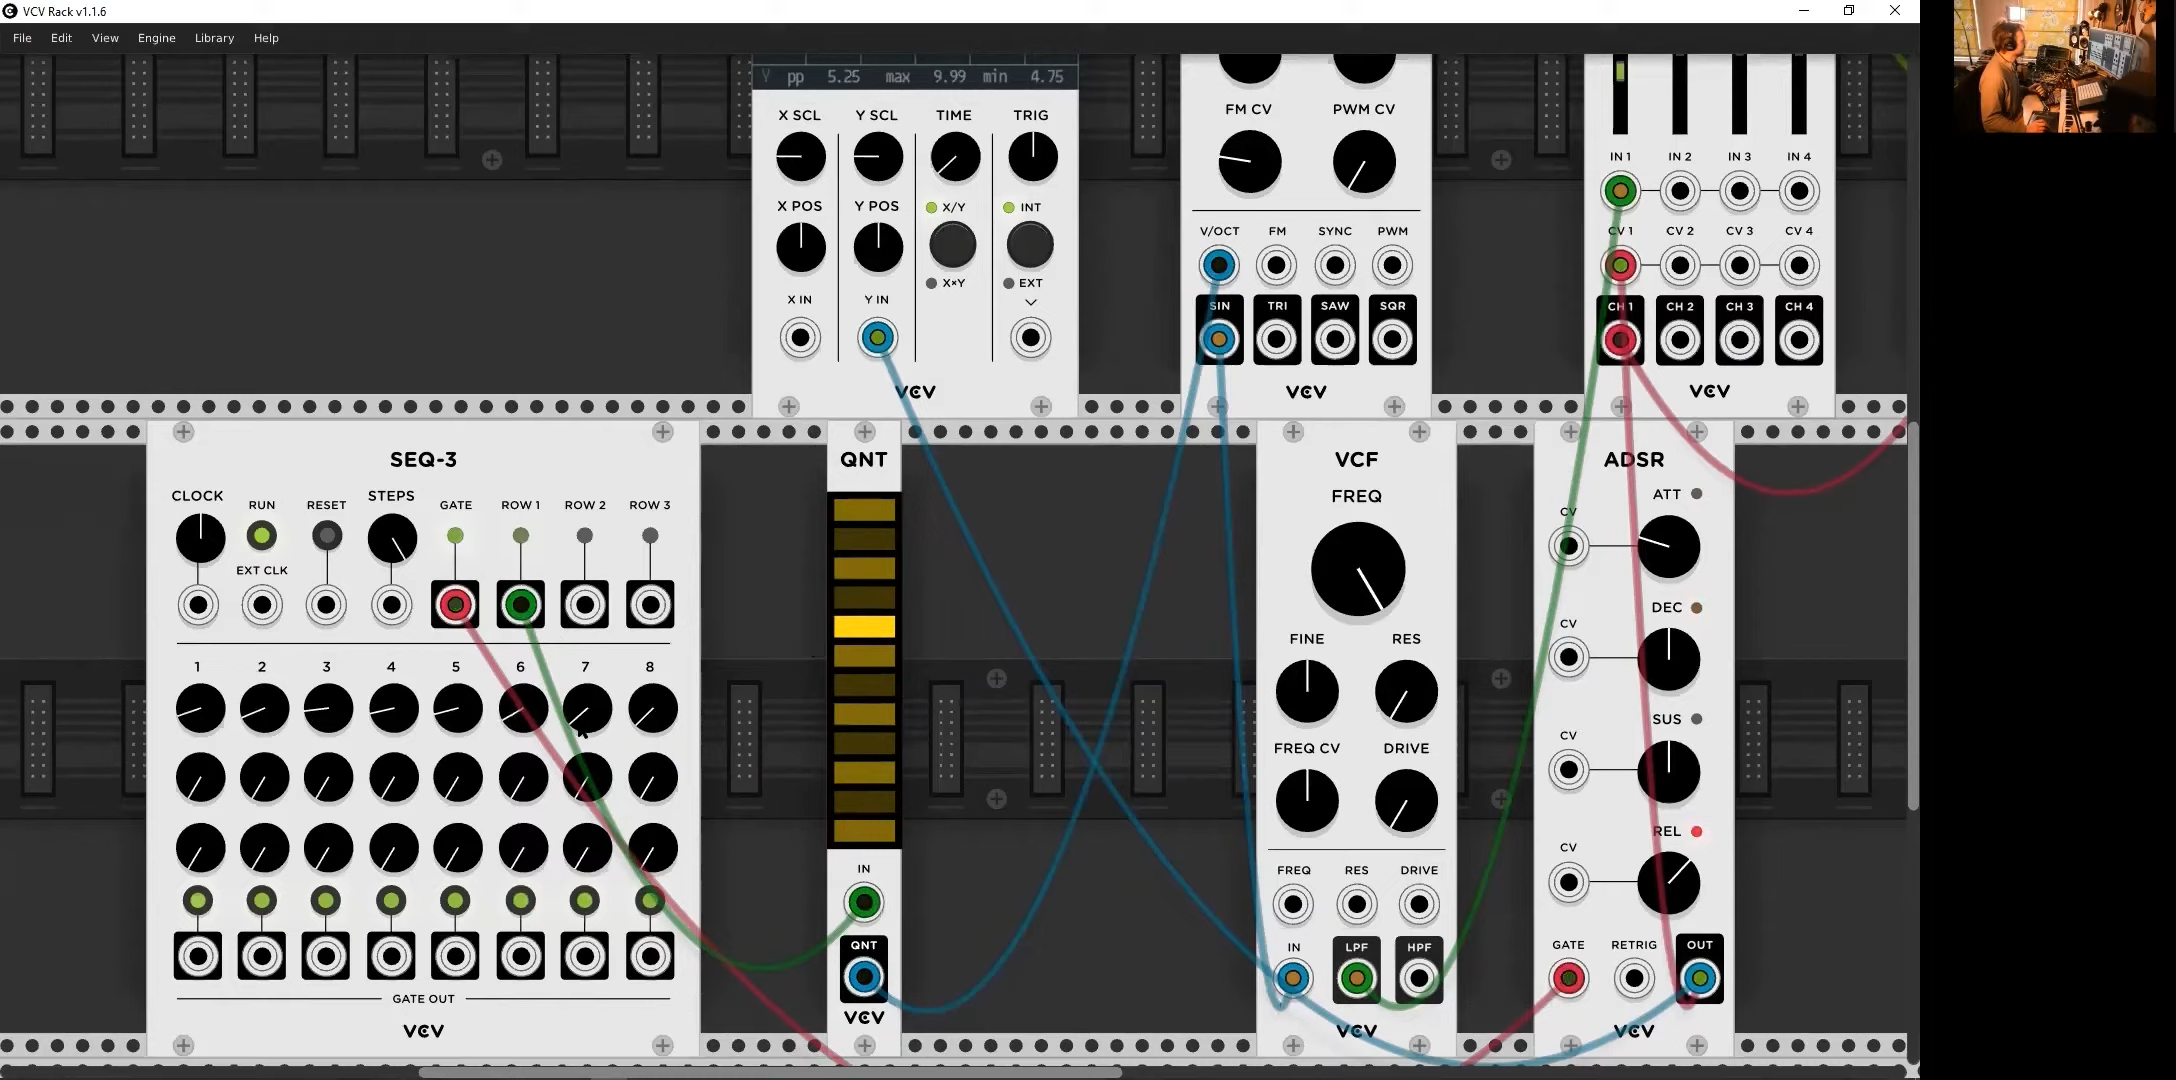 VCV Rack v1.1.6
File Edit View Engine Library Help
Y pp 5.25 max 9.99 min 4.75
X SCL Y SCL TIME TRIG
X POS Y POS X/Y INT
X×Y EXT
X IN Y IN
VCV
FM CV PWM CV
V/OCT FM SYNC PWM
SIN TRI SAW SQR
VCV
IN 1 IN 2 IN 3 IN 4
CV 1 CV 2 CV 3 CV 4
CH 1 CH 2 CH 3 CH 4
VCV
SEQ-3
CLOCK RUN RESET STEPS GATE ROW 1 ROW 2 ROW 3
EXT CLK
1 2 3 4 5 6 7 8
GATE OUT
VCV
QNT
IN
QNT
VCV
VCF
FREQ
FINE RES
FREQ CV DRIVE
FREQ RES DRIVE
IN LPF HPF
VCV
ADSR
ATT
CV
DEC
CV
SUS
CV
REL
CV
GATE RETRIG OUT
VCV